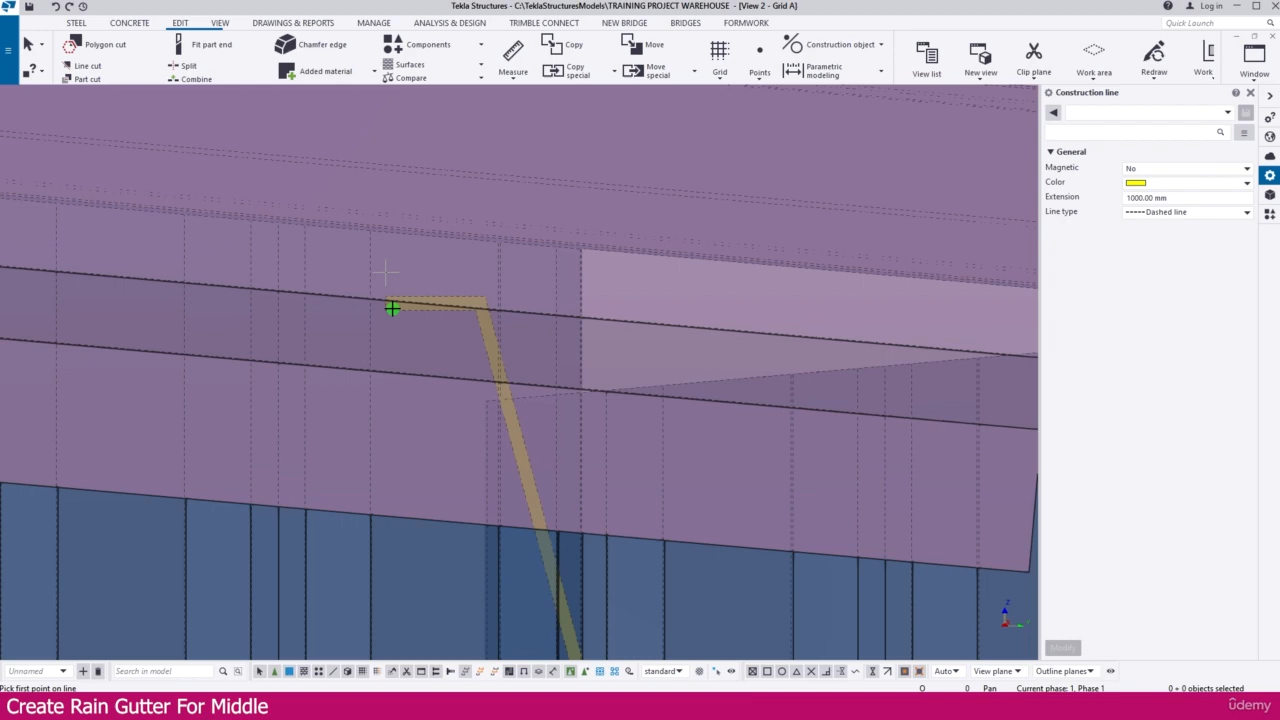 Tekla Structures - C:\TeklaStructuresModels\TRAINING PROJECT WAREHOUSE - [View 2 - Grid A]
Log in
STEEL CONCRETE EDIT VIEW DRAWINGS & REPORTS MANAGE ANALYSIS & DESIGN TRIMBLE CONNECT NEW BRIDGE BRIDGES FORMWORK
Quick Launch
Polygon cut
Line cut
Part cut
Fit part end
Split
Combine
Chamfer edge
Added material
Components
Surfaces
Compare
Measure
Copy
Copy special
Move
Move special
Grid
Points
Construction object
Parametric modeling
View list
New view
Clip plane
Work area
Redraw
Work
Window
Construction line
General
Magnetic No
Color
Extension 1000.00 mm
Line type Dashed line
Modify
Z
Unnamed
Search in model
standard
Auto
View plane
Outline planes
Pick first point on line
O 0 Pan Current phase: 1, Phase 1 0 + 0 objects selected
Create Rain Gutter For Middle
ûdemy